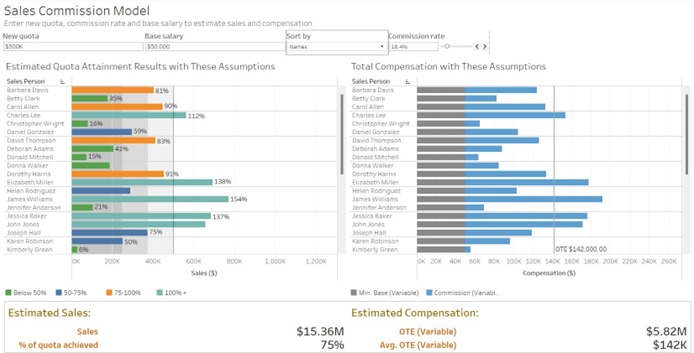 Sales Commission Model
Enter new quota, commission rate and base salary to estimate sales and compensation
New quota
Base salary
Sort by
Commission rate
$500K
$50,000
Names
18.4%
Estimated Quota Attainment Results with These Assumptions
Sales Person
Barbara Davis 81%
Betty Clark 35%
Carol Allen 90%
Charles Lee 112%
Christopher Wright 16%
Daniel Gonzalez 59%
David Thompson 83%
Deborah Adams 41%
Donald Mitchell 15%
Donna Walker
Dorothy Harris 91%
Elizabeth Miller 138%
Helen Rodriguez
James Williams 154%
Jennifer Anderson 21%
Jessica Baker 137%
John Jones
Joseph Hall 75%
Karen Robinson 50%
Kimberly Green 6%
0K 200K 400K 600K 800K 1,000K 1,200K
Sales ($)
Below 50% 50-75% 75-100% 100% +
Total Compensation with These Assumptions
Sales Person
Barbara Davis
Betty Clark
Carol Allen
Charles Lee
Christopher Wright
Daniel Gonzalez
David Thompson
Deborah Adams
Donald Mitchell
Donna Walker
Dorothy Harris
Elizabeth Miller
Helen Rodriguez
James Williams
Jennifer Anderson
Jessica Baker
John Jones
Joseph Hall
Karen Robinson
Kimberly Green
OTE $142,000.00
0K 20K 40K 60K 80K 100K 120K 140K 160K 180K 200K 220K 240K 260K
Compensation ($)
Min. Base (Variable) Commission (Variabl..
Estimated Sales:
Sales $15.36M
% of quota achieved 75%
Estimated Compensation:
OTE (Variable) $5.82M
Avg. OTE (Variable) $142K